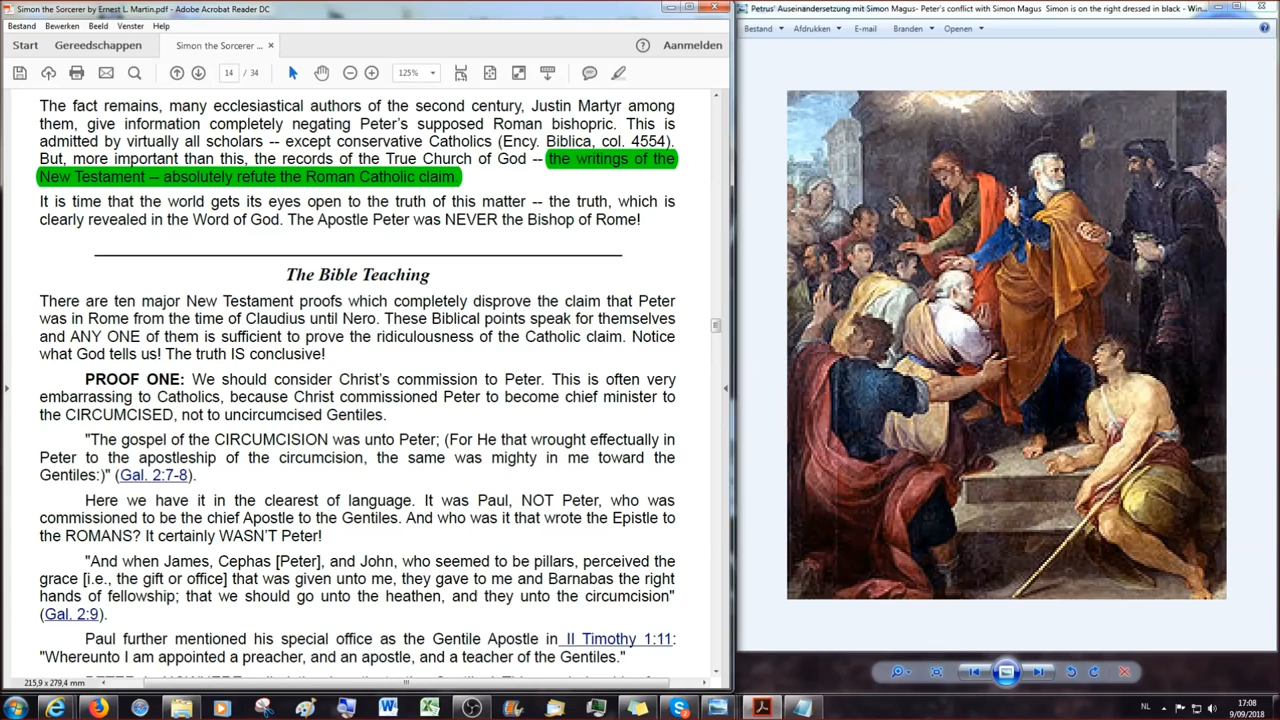 Simon the Sorcerer by Ernest L. Martin.pdf - Adobe Acrobat Reader DC
Bestand Bewerken Beeld Venster Help
Start Gereedschappen Simon the Sorcerer ... × Aanmelden
14 / 34 125%
The fact remains, many ecclesiastical authors of the second century, Justin Martyr among
them, give information completely negating Peter's supposed Roman bishopric. This is
admitted by virtually all scholars -- except conservative Catholics (Ency. Biblica, col. 4554).
But, more important than this, the records of the True Church of God -- the writings of the
New Testament -- absolutely refute the Roman Catholic claim.
It is time that the world gets its eyes open to the truth of this matter -- the truth, which is
clearly revealed in the Word of God. The Apostle Peter was NEVER the Bishop of Rome!
The Bible Teaching
There are ten major New Testament proofs which completely disprove the claim that Peter
was in Rome from the time of Claudius until Nero. These Biblical points speak for themselves
and ANY ONE of them is sufficient to prove the ridiculousness of the Catholic claim. Notice
what God tells us! The truth IS conclusive!
PROOF ONE: We should consider Christ's commission to Peter. This is often very
embarrassing to Catholics, because Christ commissioned Peter to become chief minister to
the CIRCUMCISED, not to uncircumcised Gentiles.
"The gospel of the CIRCUMCISION was unto Peter; (For He that wrought effectually in
Peter to the apostleship of the circumcision, the same was mighty in me toward the
Gentiles:)" (Gal. 2:7-8).
Here we have it in the clearest of language. It was Paul, NOT Peter, who was
commissioned to be the chief Apostle to the Gentiles. And who was it that wrote the Epistle to
the ROMANS? It certainly WASN'T Peter!
"And when James, Cephas [Peter], and John, who seemed to be pillars, perceived the
grace [i.e., the gift or office] that was given unto me, they gave to me and Barnabas the right
hands of fellowship; that we should go unto the heathen, and they unto the circumcision"
(Gal. 2:9).
Paul further mentioned his special office as the Gentile Apostle in II Timothy 1:11:
"Whereunto I am appointed a preacher, and an apostle, and a teacher of the Gentiles."
215,9 x 279,4 mm
Petrus' Auseinandersetzung mit Simon Magus- Peter's conflict with Simon Magus Simon is on the right dressed in black - Win...
Bestand Afdrukken E-mail Branden Openen
NL 17:08
9/09/2018